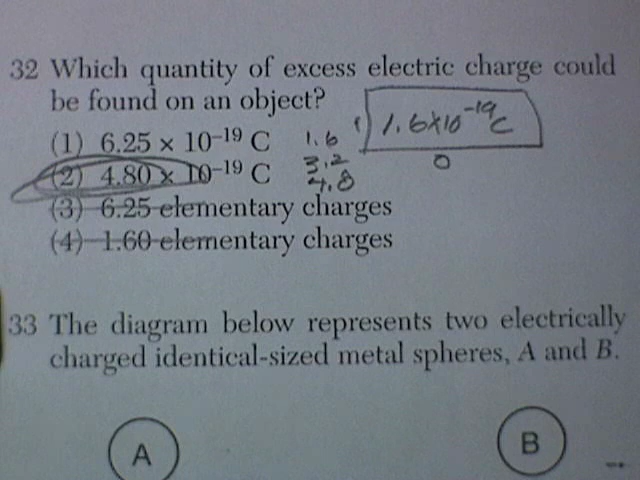 32 Which quantity of excess electric charge could
be found on an object?
(1) 6.25 × 10⁻¹⁹ C
(2) 4.80 × 10⁻¹⁹ C
(3) 6.25 elementary charges
(4) 1.60 elementary charges
1.6
3.2
4.8
1.6×10⁻¹⁹C
0
33 The diagram below represents two electrically
charged identical-sized metal spheres, A and B.
A
B